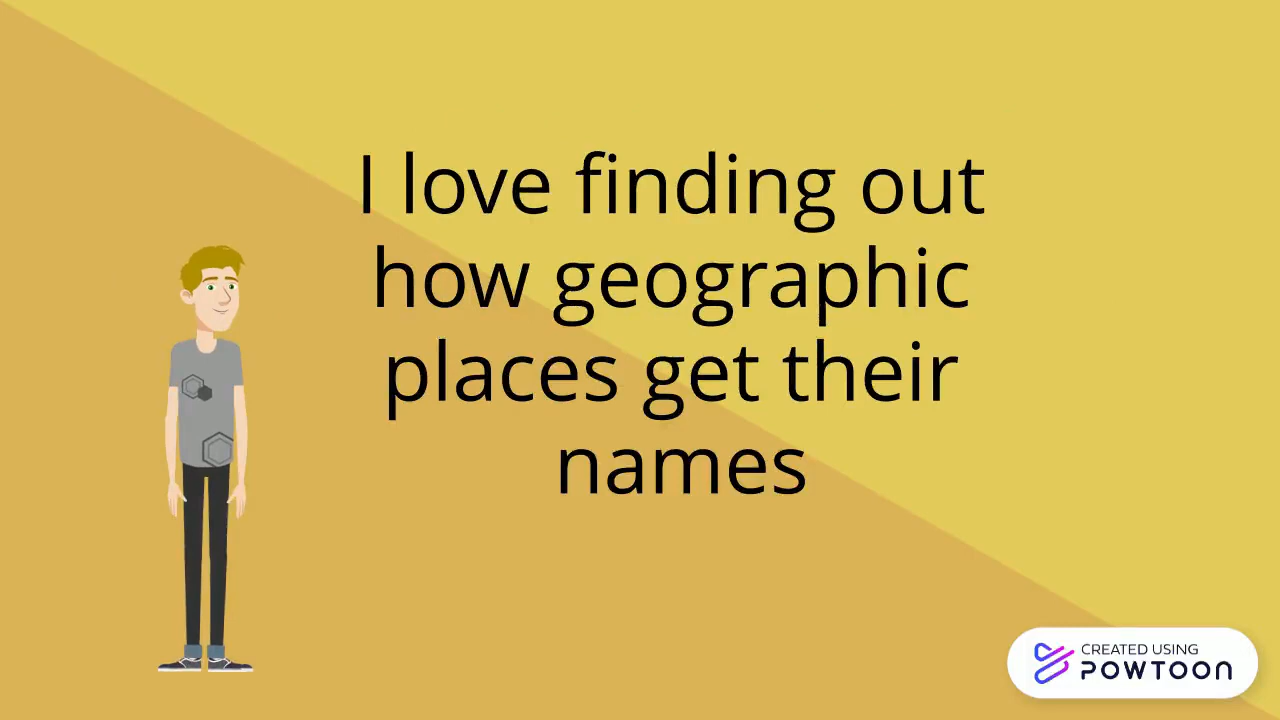 I love finding out
how geographic
places get their
names
CREATED USING
POWTOON